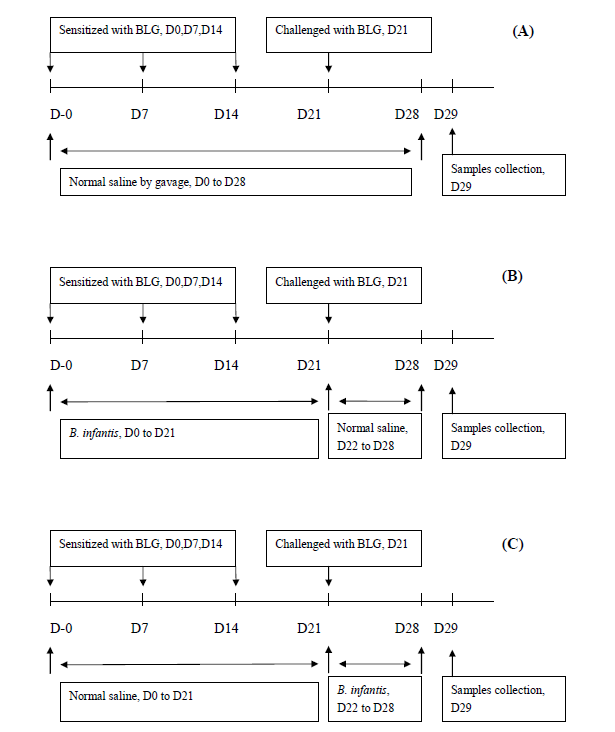 Sensitized with BLG, D0,D7,D14
Challenged with BLG, D21
(A)
D-0 D7 D14 D21 D28 D29
Normal saline by gavage, D0 to D28
Samples collection,
D29
Sensitized with BLG, D0,D7,D14
Challenged with BLG, D21
(B)
D-0 D7 D14 D21 D28 D29
B. infantis, D0 to D21
Normal saline,
D22 to D28
Samples collection,
D29
Sensitized with BLG, D0,D7,D14
Challenged with BLG, D21
(C)
D-0 D7 D14 D21 D28 D29
Normal saline, D0 to D21
B. infantis,
D22 to D28
Samples collection,
D29